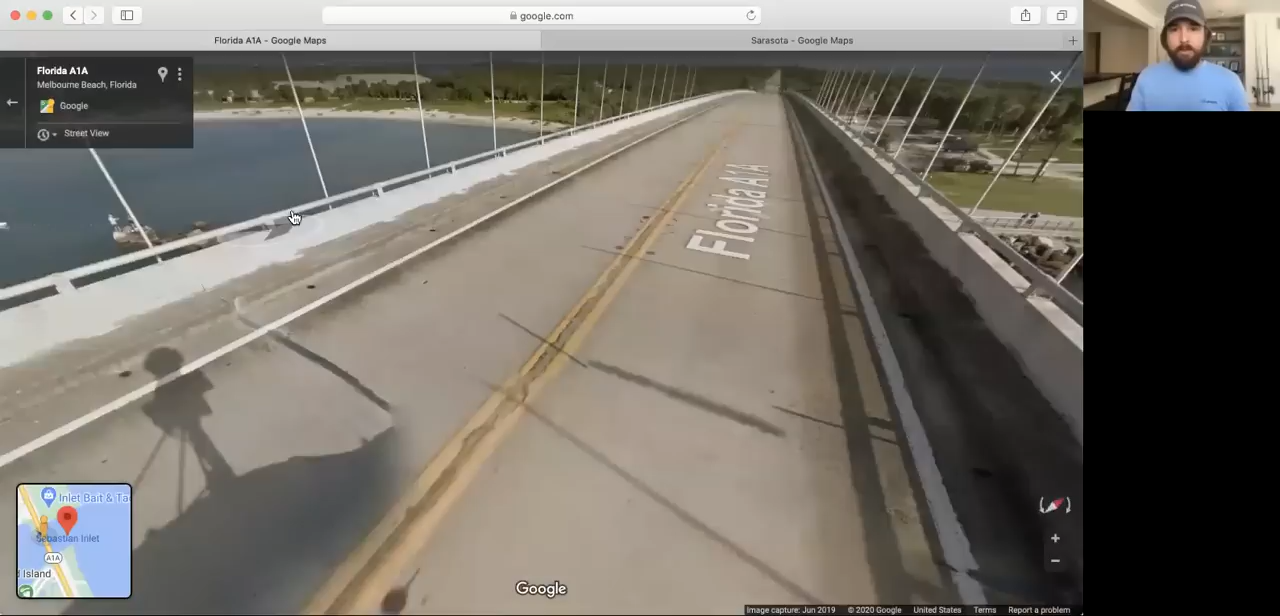 google.com
Florida A1A - Google Maps
Sarasota - Google Maps
Florida A1A
Melbourne Beach, Florida
Google
Street View
Florida A1A
Inlet Bait & Ta
Sebastian Inlet
A1A
d Island
Google
Image capture: Jun 2019 © 2020 Google United States Terms Report a problem